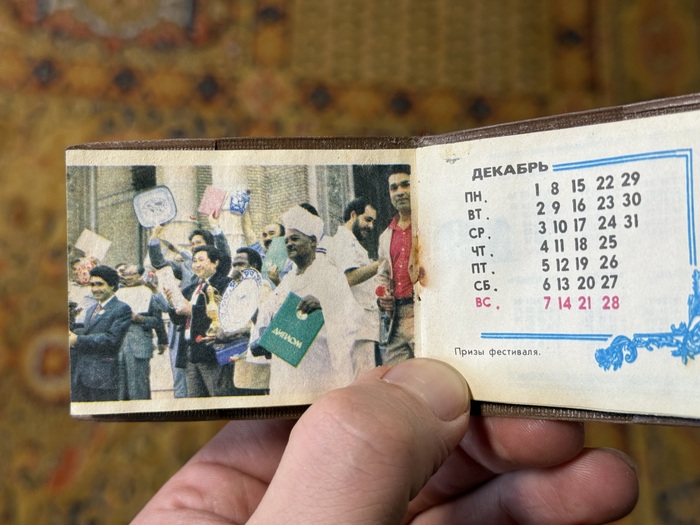 ДИПЛОМ
ДЕКАБРЬ
ПН. 1 8 15 22 29
ВТ. 2 9 16 23 30
СР. 3 10 17 24 31
ЧТ. 4 11 18 25
ПТ. 5 12 19 26
СБ. 6 13 20 27
ВС. 7 14 21 28
Призы фестиваля.